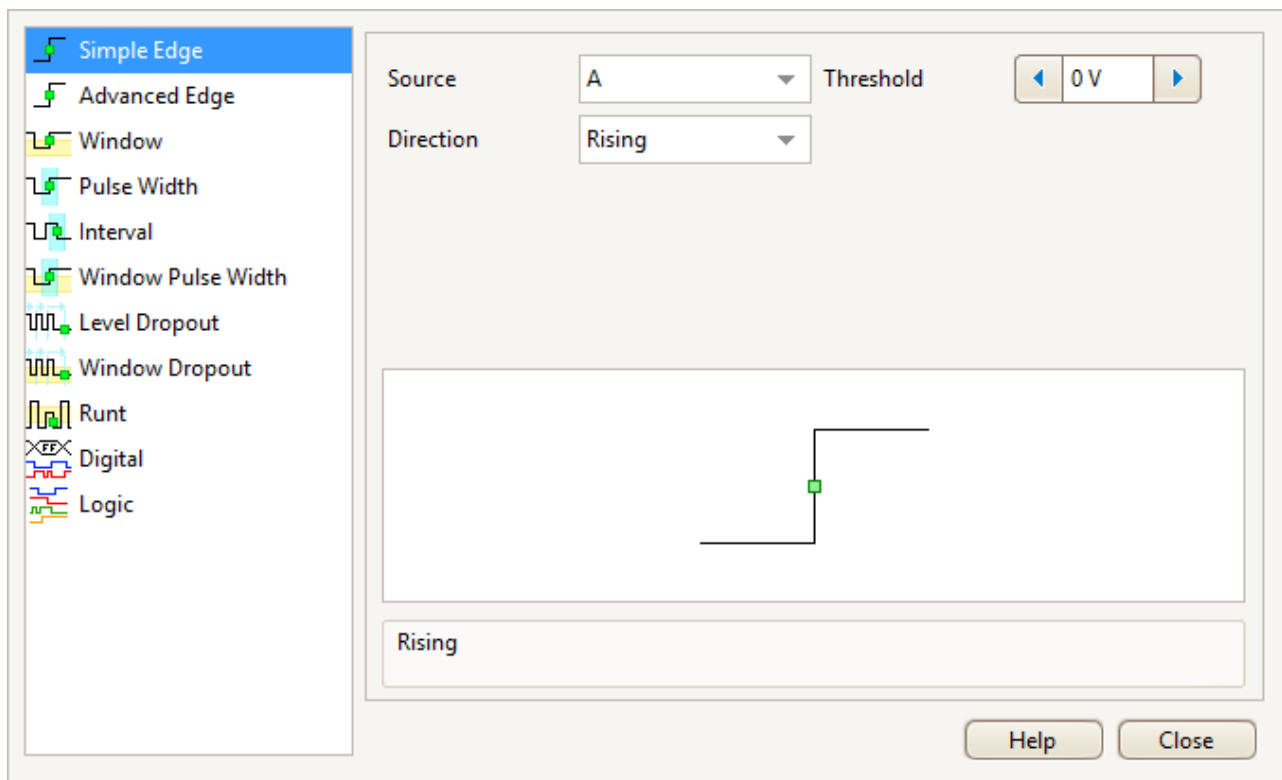 Simple Edge
Advanced Edge
Window
Pulse Width
Interval
Window Pulse Width
Level Dropout
Window Dropout
Runt
FF
Digital
Logic
Source
A
Threshold
0 V
Direction
Rising
Rising
Help
Close